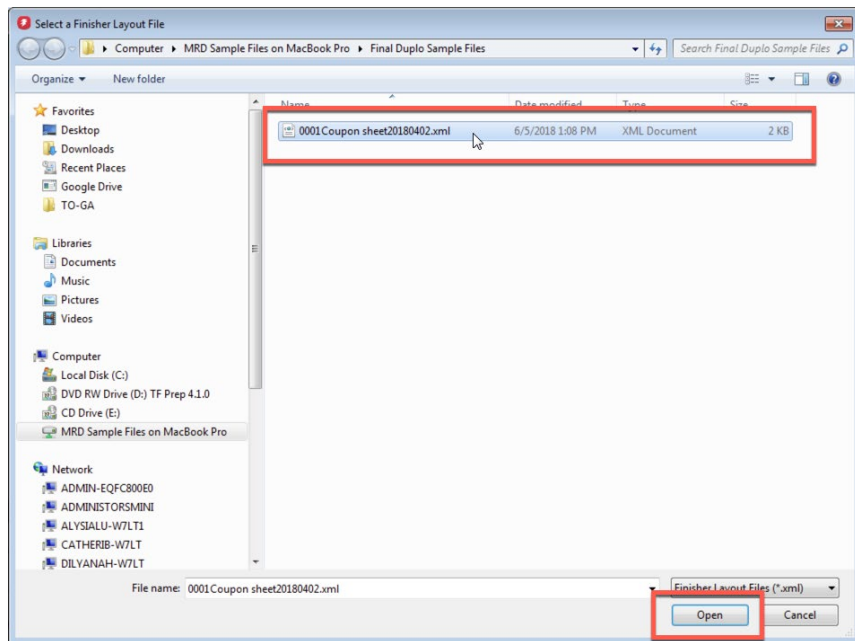 Select a Finisher Layout File
Computer MRD Sample Files on MacBook Pro Final Duplo Sample Files
Search Final Duplo Sample Files
Organize New folder
Name Date modified Type Size
Favorites
Desktop
Downloads
Recent Places
Google Drive
TO-GA
Libraries
Documents
Music
Pictures
Videos
Computer
Local Disk (C:)
DVD RW Drive (D:) TF Prep 4.1.0
CD Drive (E:)
MRD Sample Files on MacBook Pro
Network
ADMIN-EQFC800E0
ADMINISTORSMINI
ALYSIALU-W7LT1
CATHERIB-W7LT
DILYANAH-W7LT
0001Coupon sheet20180402.xml 6/5/2018 1:08 PM XML Document 2 KB
File name: 0001Coupon sheet20180402.xml Finisher Layout Files (*.xml)
Open Cancel